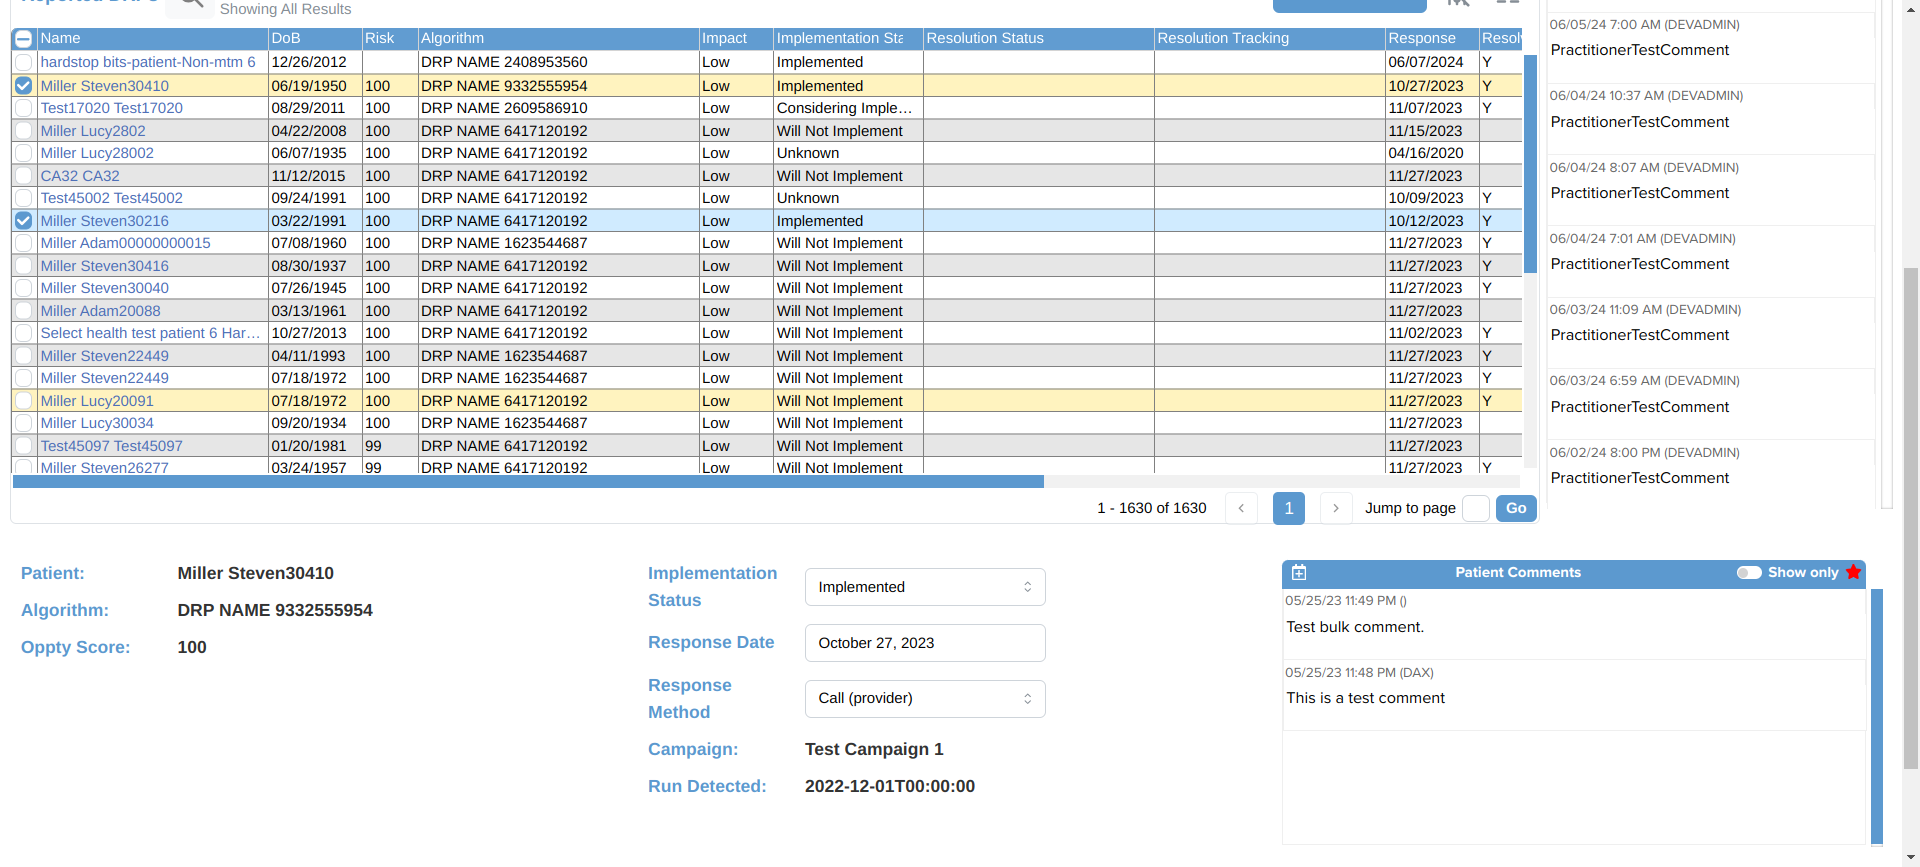 Showing All Results
Name DoB Risk Algorithm Impact Implementation Sta Resolution Status Resolution Tracking Response Resolv
hardstop bits-patient-Non-mtm 6 12/26/2012 DRP NAME 2408953560 Low Implemented 06/07/2024 Y
Miller Steven30410 06/19/1950 100 DRP NAME 9332555954 Low Implemented 10/27/2023 Y
Test17020 Test17020 08/29/2011 100 DRP NAME 2609586910 Low Considering Imple... 11/07/2023 Y
Miller Lucy2802 04/22/2008 100 DRP NAME 6417120192 Low Will Not Implement 11/15/2023
Miller Lucy28002 06/07/1935 100 DRP NAME 6417120192 Low Unknown 04/16/2020
CA32 CA32 11/12/2015 100 DRP NAME 6417120192 Low Will Not Implement 11/27/2023
Test45002 Test45002 09/24/1991 100 DRP NAME 6417120192 Low Unknown 10/09/2023 Y
Miller Steven30216 03/22/1991 100 DRP NAME 6417120192 Low Implemented 10/12/2023 Y
Miller Adam00000000015 07/08/1960 100 DRP NAME 1623544687 Low Will Not Implement 11/27/2023 Y
Miller Steven30416 08/30/1937 100 DRP NAME 6417120192 Low Will Not Implement 11/27/2023 Y
Miller Steven30040 07/26/1945 100 DRP NAME 6417120192 Low Will Not Implement 11/27/2023 Y
Miller Adam20088 03/13/1961 100 DRP NAME 6417120192 Low Will Not Implement 11/27/2023
Select health test patient 6 Har... 10/27/2013 100 DRP NAME 6417120192 Low Will Not Implement 11/02/2023 Y
Miller Steven22449 04/11/1993 100 DRP NAME 1623544687 Low Will Not Implement 11/27/2023 Y
Miller Steven22449 07/18/1972 100 DRP NAME 1623544687 Low Will Not Implement 11/27/2023 Y
Miller Lucy20091 07/18/1972 100 DRP NAME 6417120192 Low Will Not Implement 11/27/2023 Y
Miller Lucy30034 09/20/1934 100 DRP NAME 1623544687 Low Will Not Implement 11/27/2023
Test45097 Test45097 01/20/1981 99 DRP NAME 6417120192 Low Will Not Implement 11/27/2023
Miller Steven26277 03/24/1957 99 DRP NAME 6417120192 Low Will Not Implement 11/27/2023 Y
1 - 1630 of 1630 < 1 > Jump to page Go
06/05/24 7:00 AM (DEVADMIN)
PractitionerTestComment
06/04/24 10:37 AM (DEVADMIN)
PractitionerTestComment
06/04/24 8:07 AM (DEVADMIN)
PractitionerTestComment
06/04/24 7:01 AM (DEVADMIN)
PractitionerTestComment
06/03/24 11:09 AM (DEVADMIN)
PractitionerTestComment
06/03/24 6:59 AM (DEVADMIN)
PractitionerTestComment
06/02/24 8:00 PM (DEVADMIN)
PractitionerTestComment
Patient: Miller Steven30410
Algorithm: DRP NAME 9332555954
Oppty Score: 100
Implementation Status Implemented
Response Date October 27, 2023
Response Method Call (provider)
Campaign: Test Campaign 1
Run Detected: 2022-12-01T00:00:00
Patient Comments Show only
05/25/23 11:49 PM ()
Test bulk comment.
05/25/23 11:48 PM (DAX)
This is a test comment